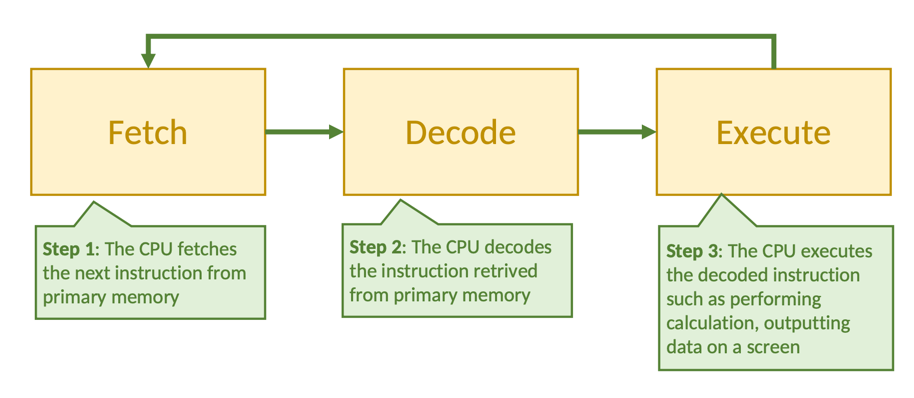 Fetch
Decode
Execute
Step 1: The CPU fetches
the next instruction from
primary memory
Step 2: The CPU decodes
the instruction retrived
from primary memory
Step 3: The CPU executes
the decoded instruction
such as performing
calculation, outputting
data on a screen